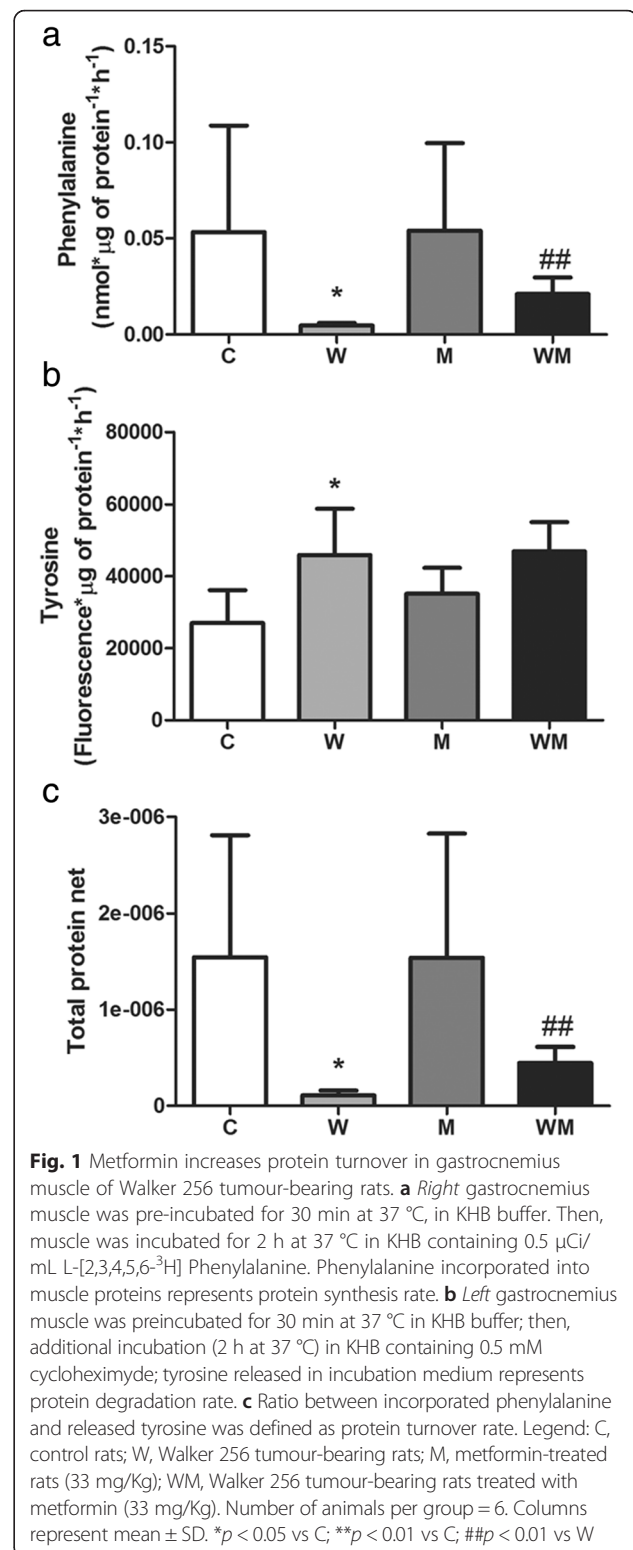 a
Phenylalanine
(nmol*µg of protein⁻¹*h⁻¹)
0.15
0.10
0.05
0.00
*
##
C W M WM
b
Tyrosine
(Fluorescence*µg of protein⁻¹*h⁻¹)
80000
60000
40000
20000
0
*
C W M WM
c
Total protein net
3e-006
2e-006
1e-006
0
*
##
C W M WM
Fig. 1 Metformin increases protein turnover in gastrocnemius
muscle of Walker 256 tumour-bearing rats. a Right gastrocnemius
muscle was pre-incubated for 30 min at 37 °C, in KHB buffer. Then,
muscle was incubated for 2 h at 37 °C in KHB containing 0.5 µCi/
mL L-[2,3,4,5,6-³H] Phenylalanine. Phenylalanine incorporated into
muscle proteins represents protein synthesis rate. b Left gastrocnemius
muscle was preincubated for 30 min at 37 °C in KHB buffer; then,
additional incubation (2 h at 37 °C) in KHB containing 0.5 mM
cycloheximyde; tyrosine released in incubation medium represents
protein degradation rate. c Ratio between incorporated phenylalanine
and released tyrosine was defined as protein turnover rate. Legend: C,
control rats; W, Walker 256 tumour-bearing rats; M, metformin-treated
rats (33 mg/Kg); WM, Walker 256 tumour-bearing rats treated with
metformin (33 mg/Kg). Number of animals per group = 6. Columns
represent mean ± SD. *p < 0.05 vs C; **p < 0.01 vs C; ##p < 0.01 vs W